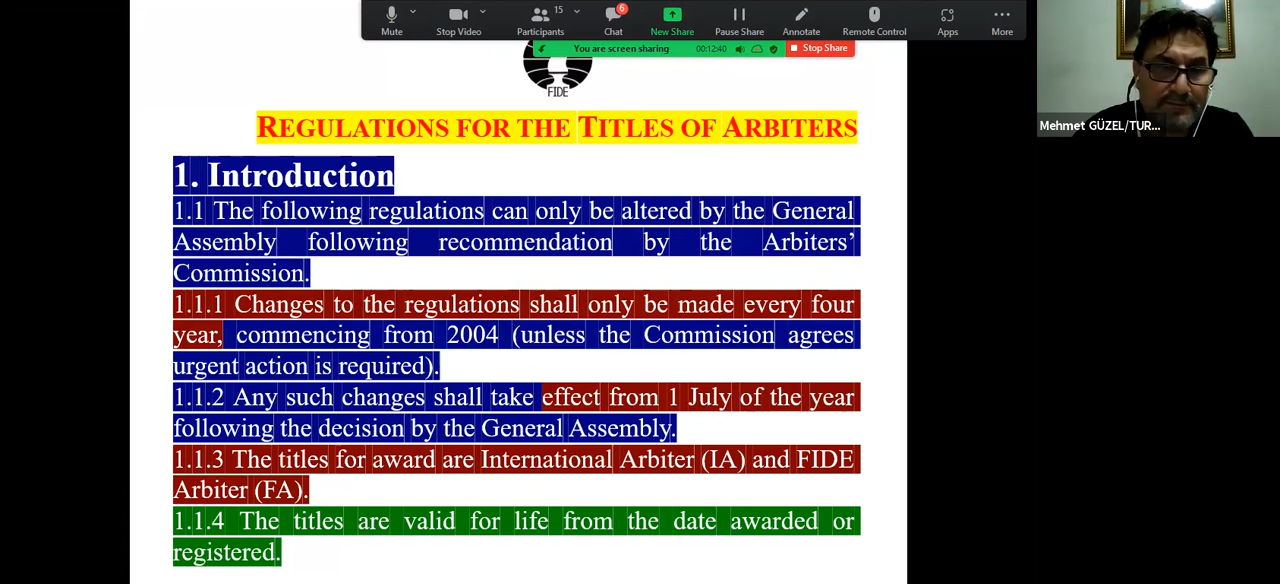 15
6
Mute
Stop Video
Participants
Chat
New Share
Pause Share
Annotate
Remote Control
Apps
More
You are screen sharing
00:12:40
Stop Share
FIDE
Mehmet GÜZEL/TUR...
REGULATIONS FOR THE TITLES OF ARBITERS
1. Introduction
1.1 The following regulations can only be altered by the General
Assembly following recommendation by the Arbiters’
Commission.
1.1.1 Changes to the regulations shall only be made every four
year, commencing from 2004 (unless the Commission agrees
urgent action is required).
1.1.2 Any such changes shall take effect from 1 July of the year
following the decision by the General Assembly.
1.1.3 The titles for award are International Arbiter (IA) and FIDE
Arbiter (FA).
1.1.4 The titles are valid for life from the date awarded or
registered.